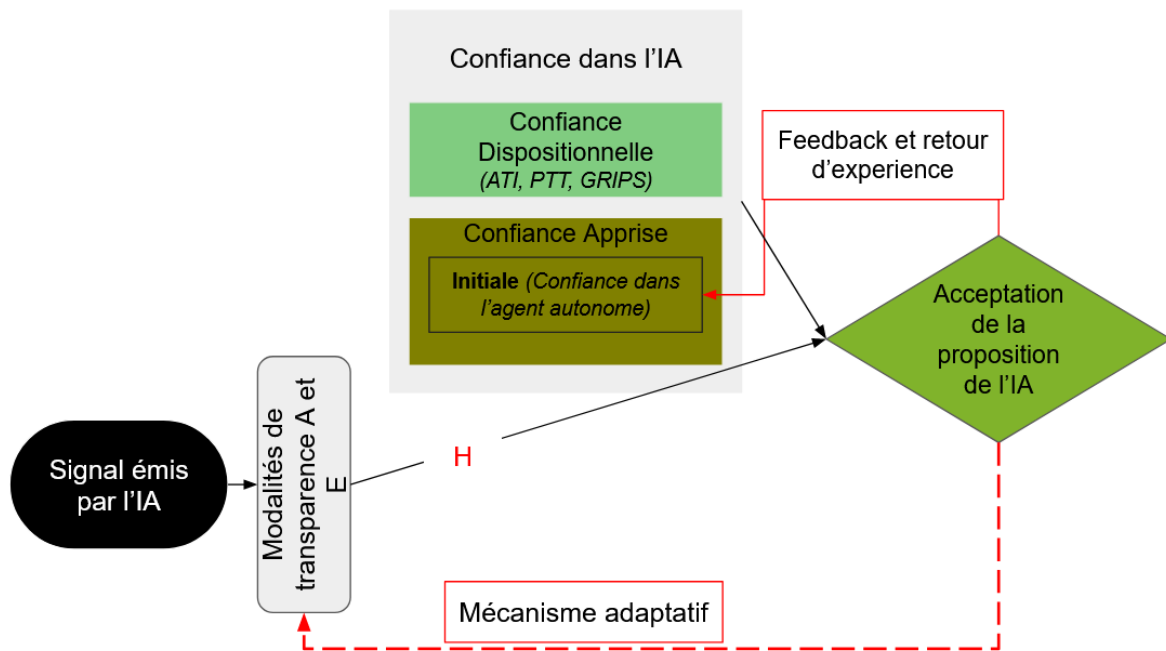 Confiance dans l’IA
Confiance
Dispositionnelle
(ATI, PTT, GRIPS)
Confiance Apprise
Initiale (Confiance dans
l’agent autonome)
Feedback et retour
d’experience
Acceptation
de la
proposition
de l’IA
Signal émis
par l’IA
Modalités de
transparence A et
E
H
Mécanisme adaptatif